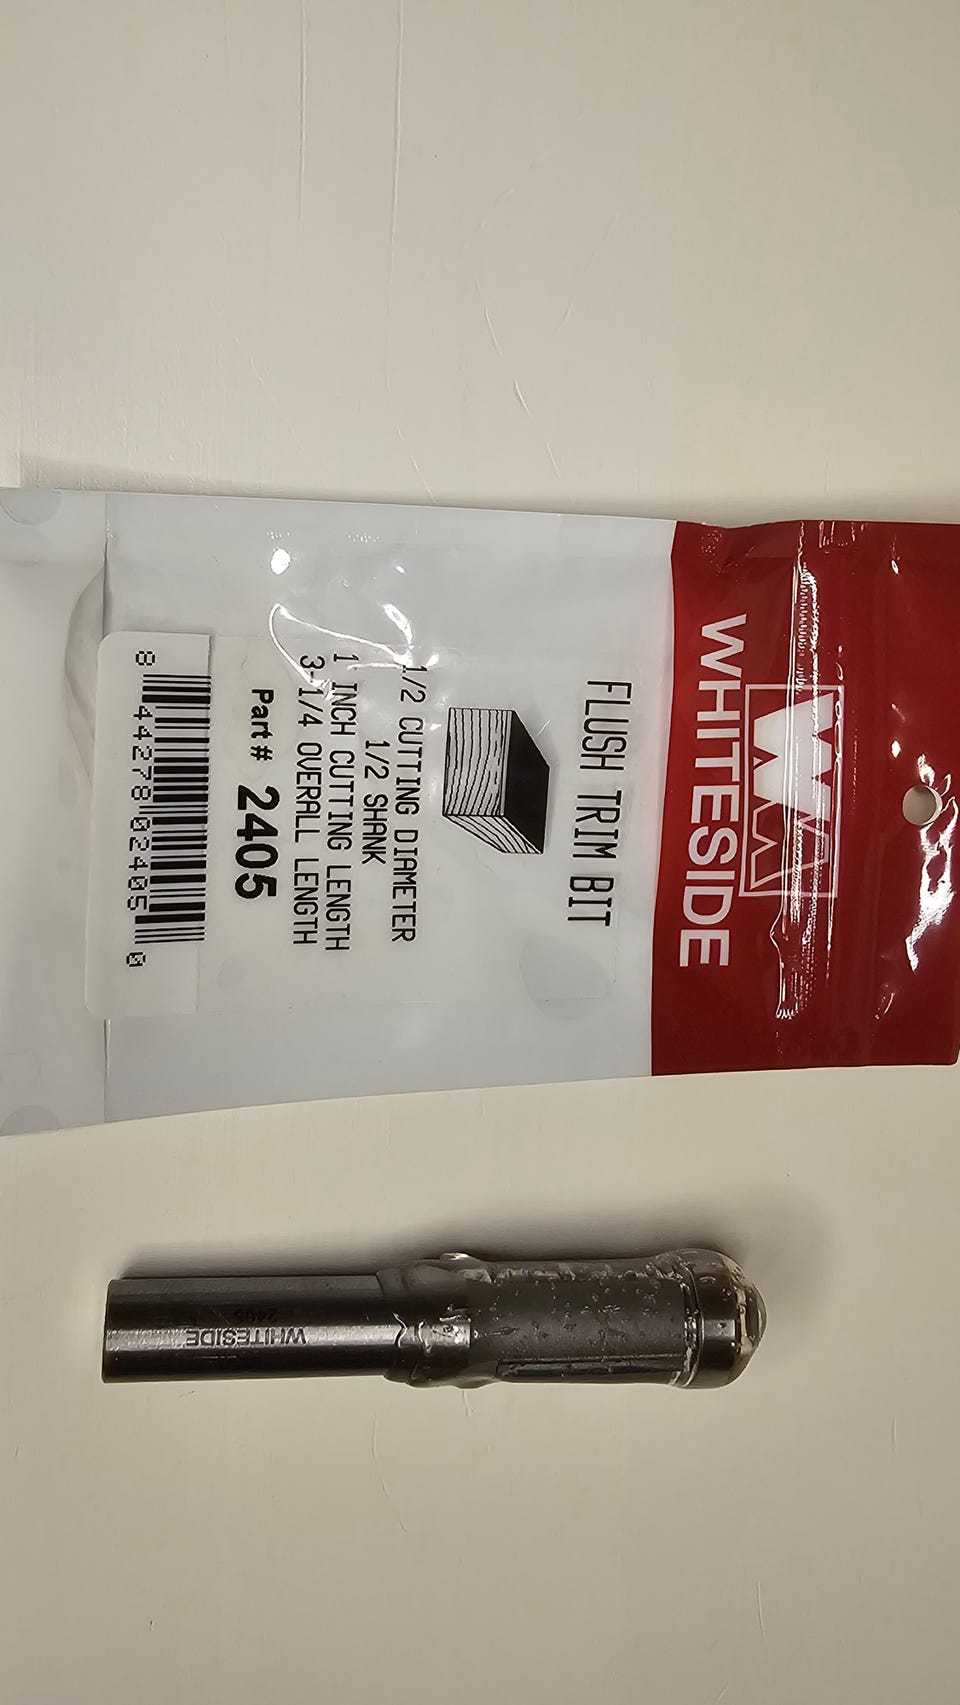 WHITESIDE
FLUSH TRIM BIT
1/2 CUTTING DIAMETER
1/2 SHANK
1 INCH CUTTING LENGTH
3-1/4 OVERALL LENGTH
Part# 2405
8 44278 02405 0
WHITESIDE
2405